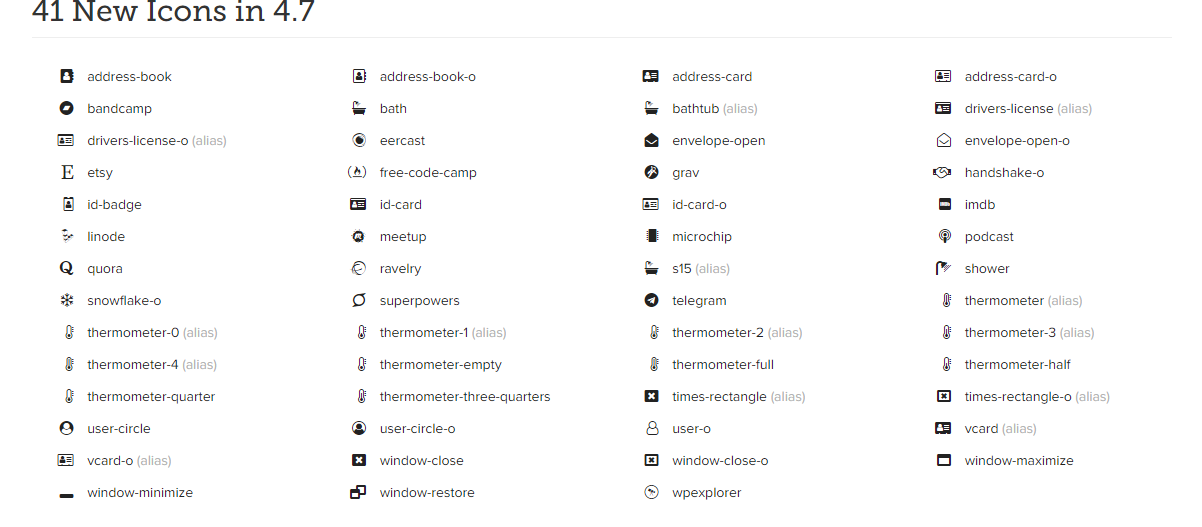 41 New Icons in 4.7
address-book address-book-o address-card address-card-o
bandcamp bath bathtub (alias) drivers-license (alias)
drivers-license-o (alias) eercast envelope-open envelope-open-o
etsy free-code-camp grav handshake-o
id-badge id-card id-card-o imdb
linode meetup microchip podcast
quora ravelry s15 (alias) shower
snowflake-o superpowers telegram thermometer (alias)
thermometer-0 (alias) thermometer-1 (alias) thermometer-2 (alias) thermometer-3 (alias)
thermometer-4 (alias) thermometer-empty thermometer-full thermometer-half
thermometer-quarter thermometer-three-quarters times-rectangle (alias) times-rectangle-o (alias)
user-circle user-circle-o user-o vcard (alias)
vcard-o (alias) window-close window-close-o window-maximize
window-minimize window-restore wpexplorer